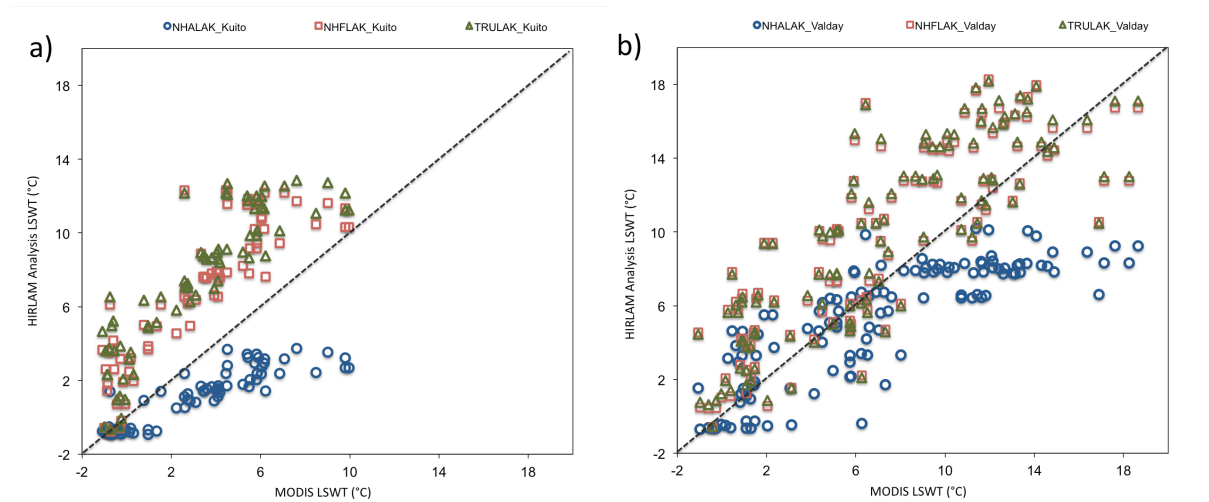 NHALAK_Kuito NHFLAK_Kuito TRULAK_Kuito
a)
18
14
10
6
2
-2
-2 2 6 10 14 18
HIRLAM Analysis LSWT (°C)
MODIS LSWT (°C)
NHALAK_Valday NHFLAK_Valday TRULAK_Valday
b)
18
14
10
6
2
-2
-2 2 6 10 14 18
HIRLAM Analysis LSWT (°C)
MODIS LSWT (°C)